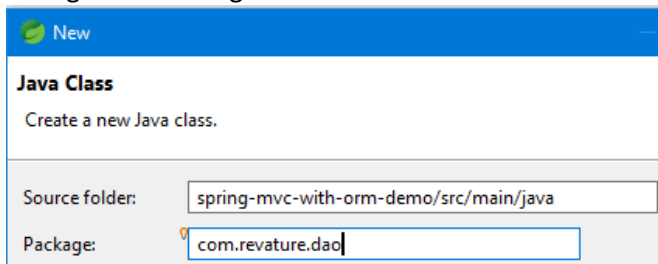 New
Java Class
Create a new Java class.
Source folder: spring-mvc-with-orm-demo/src/main/java
Package: com.revature.dao